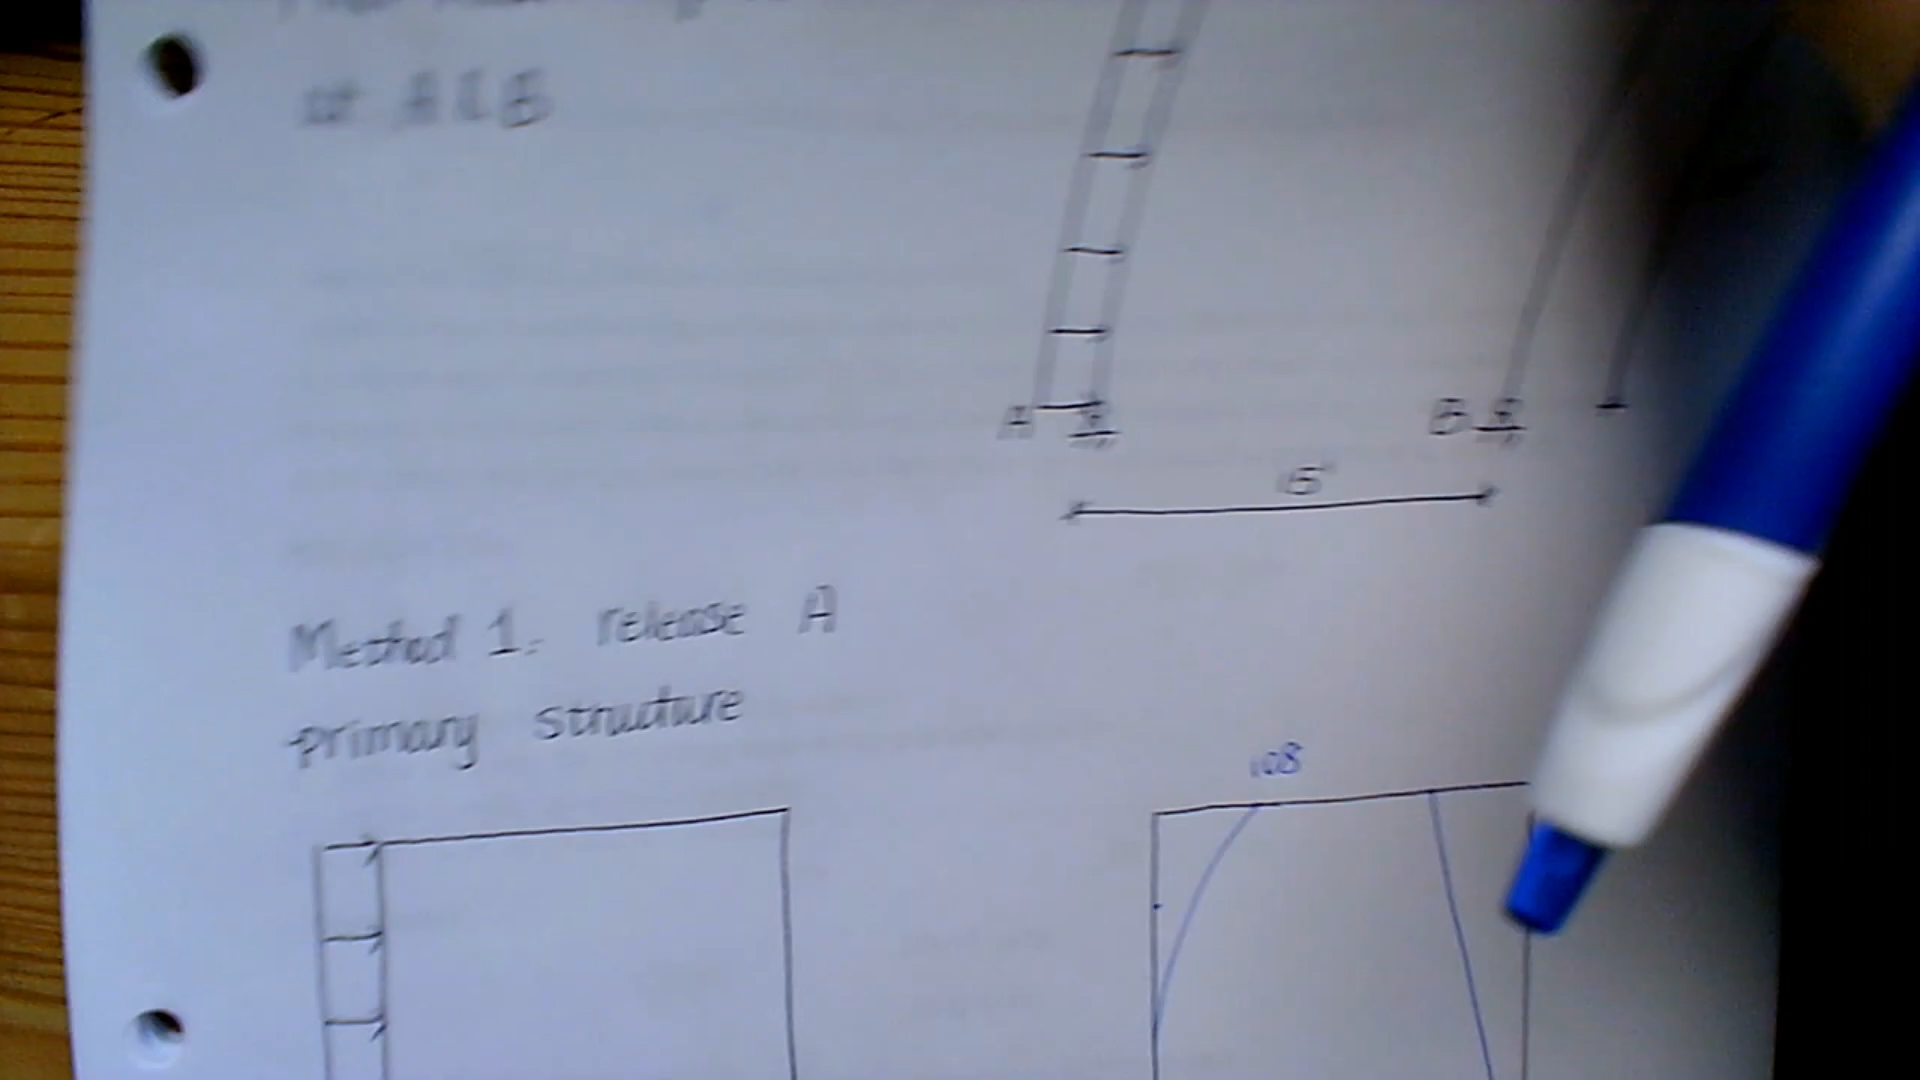 at A & B
A
B
15'
Method 1: release A
primary structure
108